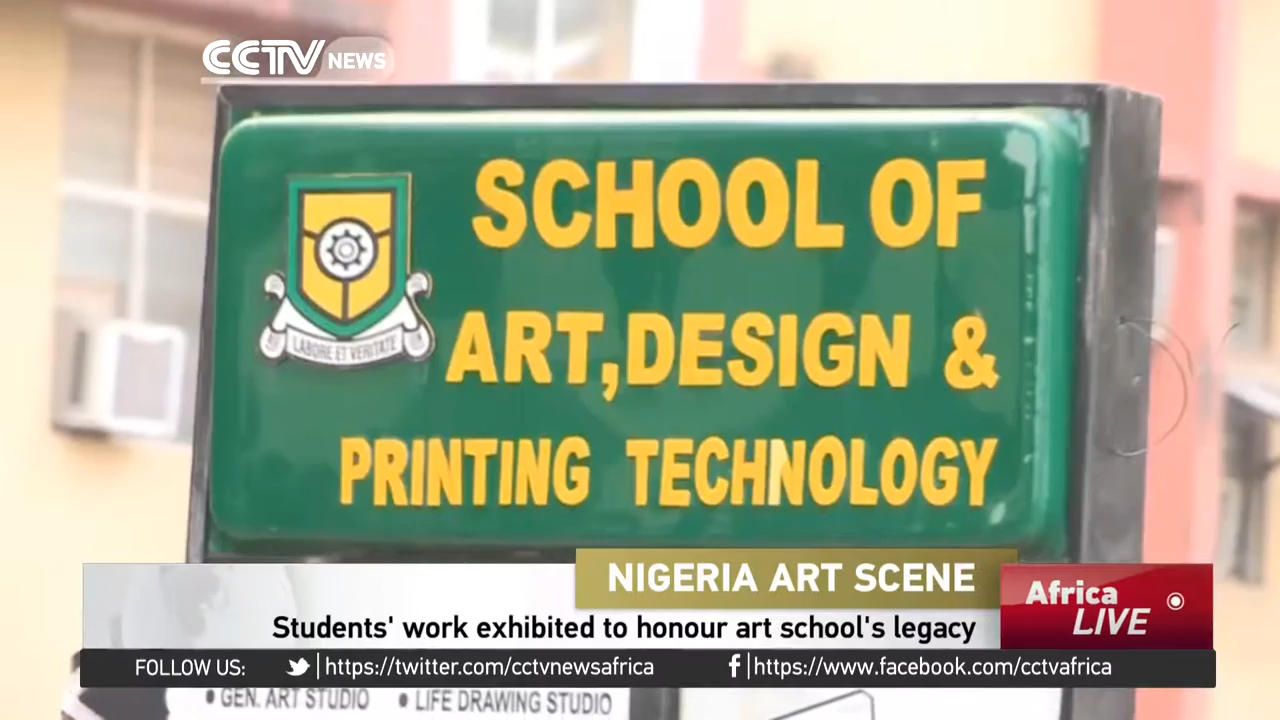 CCTV NEWS
SCHOOL OF
ART,DESIGN &
PRINTING TECHNOLOGY
LABORE ET VERITATE
NIGERIA ART SCENE
Students' work exhibited to honour art school's legacy
Africa
LIVE
FOLLOW US: https://twitter.com/cctvnewsafrica https://www.facebook.com/cctvafrica
• GEN. ART STUDIO • LIFE DRAWING STUDIO